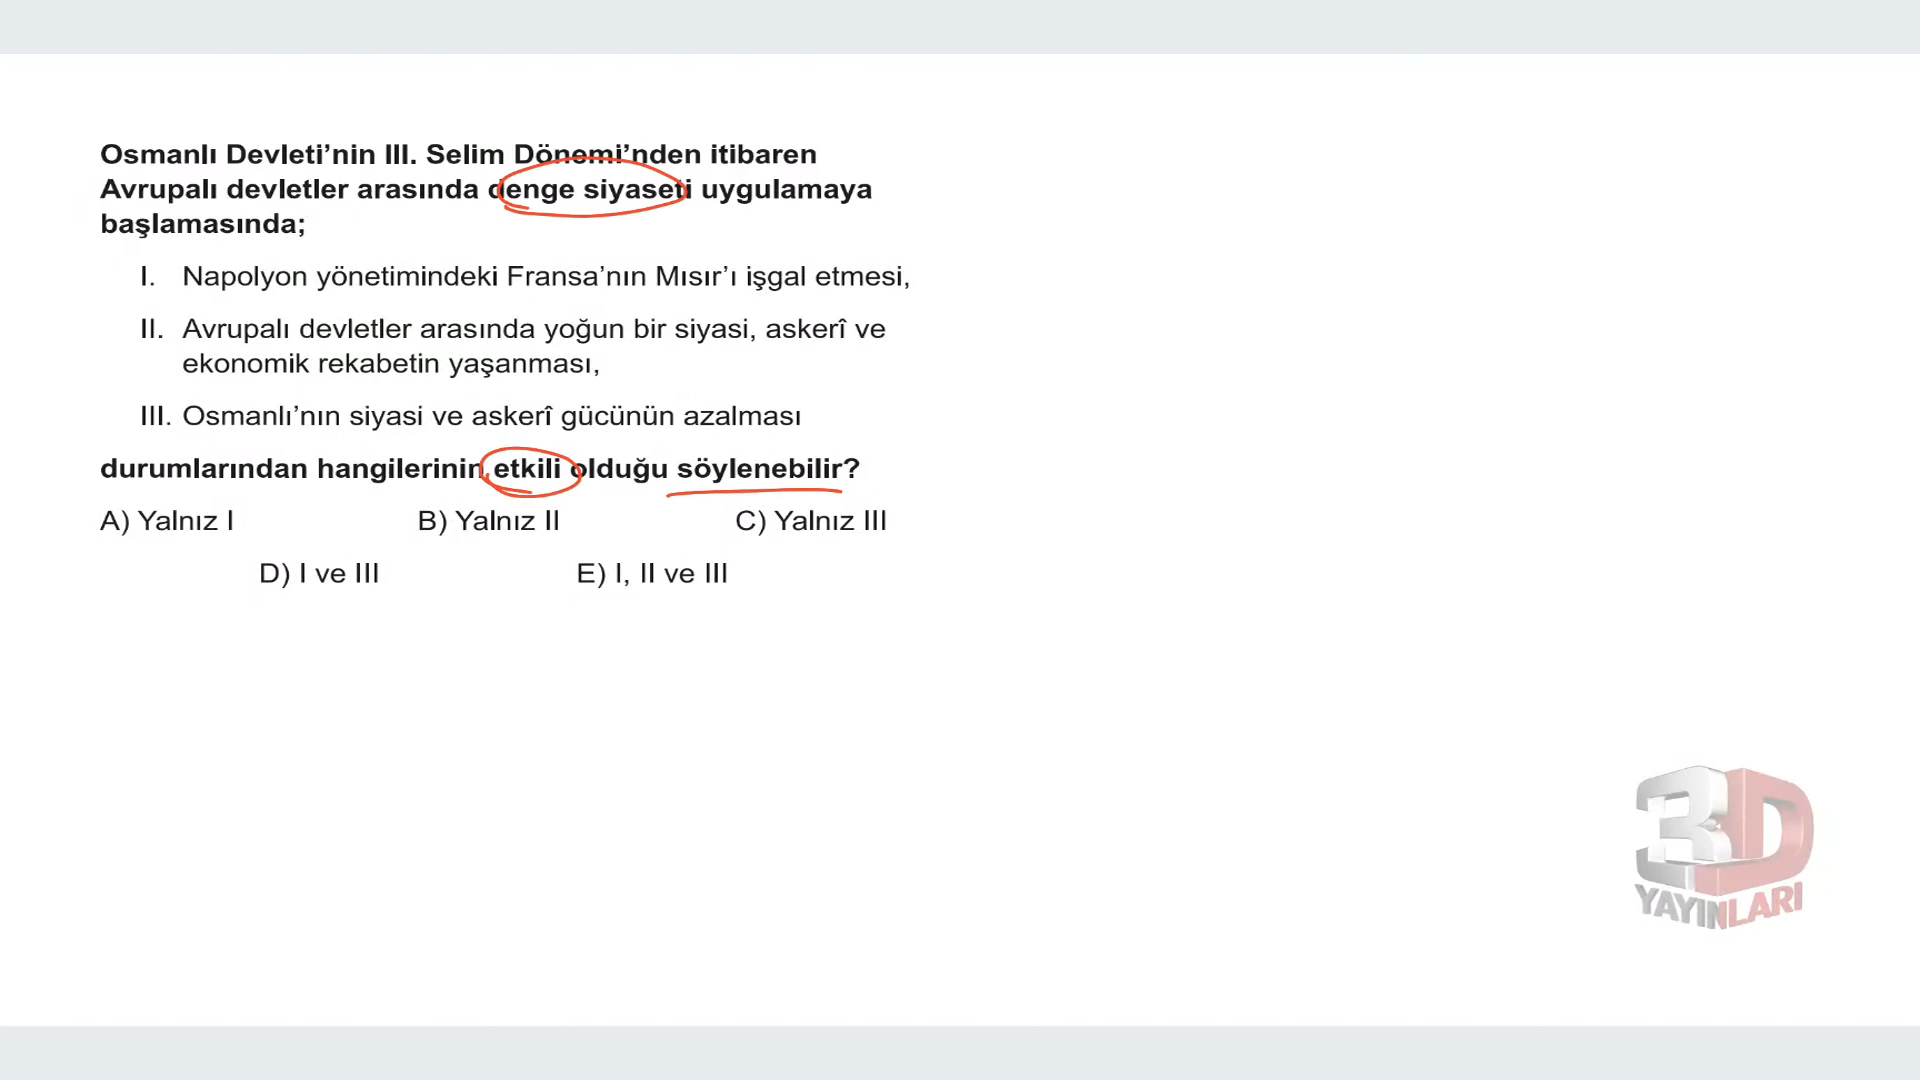 Osmanlı Devleti’nin III. Selim Dönemi’nden itibaren
Avrupalı devletler arasında denge siyaseti uygulamaya
başlamasında;
I. Napolyon yönetimindeki Fransa’nın Mısır’ı işgal etmesi,
II. Avrupalı devletler arasında yoğun bir siyasi, askerî ve
ekonomik rekabetin yaşanması,
III. Osmanlı’nın siyasi ve askerî gücünün azalması
durumlarından hangilerinin etkili olduğu söylenebilir?
A) Yalnız I B) Yalnız II C) Yalnız III
D) I ve III E) I, II ve III
3D
YAYINLARI